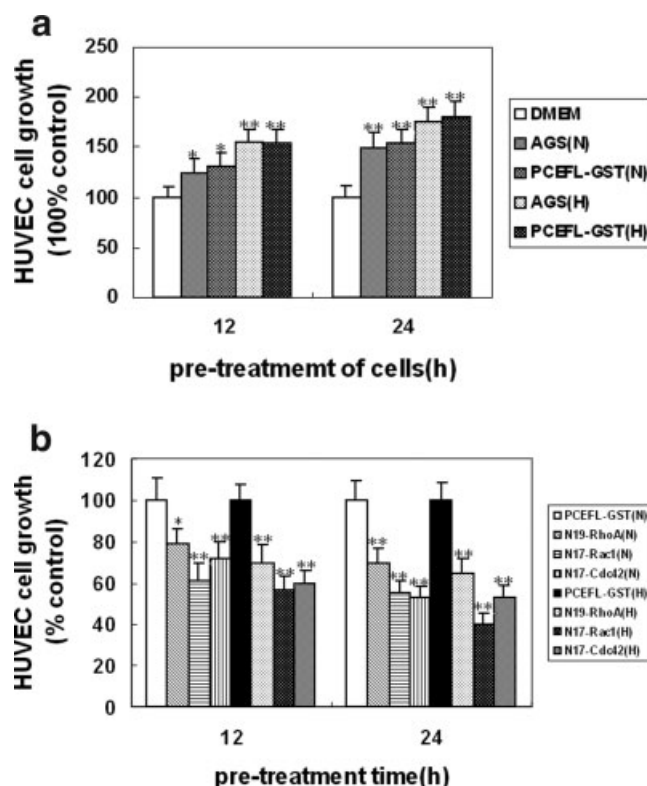 a
250
200
150
100
50
0
HUVEC cell growth
(100% control)
* * ** **
** ** ** **
12 24
pre-treatmemt of cells(h)
DMEM
AGS(N)
PCEFL-GST(N)
AGS(H)
PCEFL-GST(H)
b
120
100
80
60
40
20
0
HUVEC cell growth
(% control)
* ** ** ** ** **
** ** ** ** ** **
12 24
pre-treatment time(h)
PCEFL-GST(N)
N19-RhoA(N)
N17-Rac1(N)
N17-Cdc42(N)
PCEFL-GST(H)
N19-RhoA(H)
N17-Rac1(H)
N17-Cdc42(H)